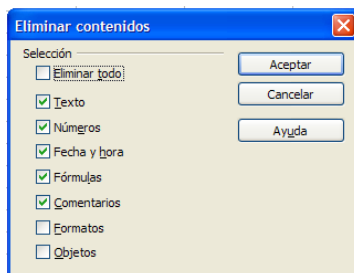 Eliminar contenidos
Selección
Eliminar todo
Texto
Números
Fecha y hora
Fórmulas
Comentarios
Formatos
Objetos
Aceptar
Cancelar
Ayuda